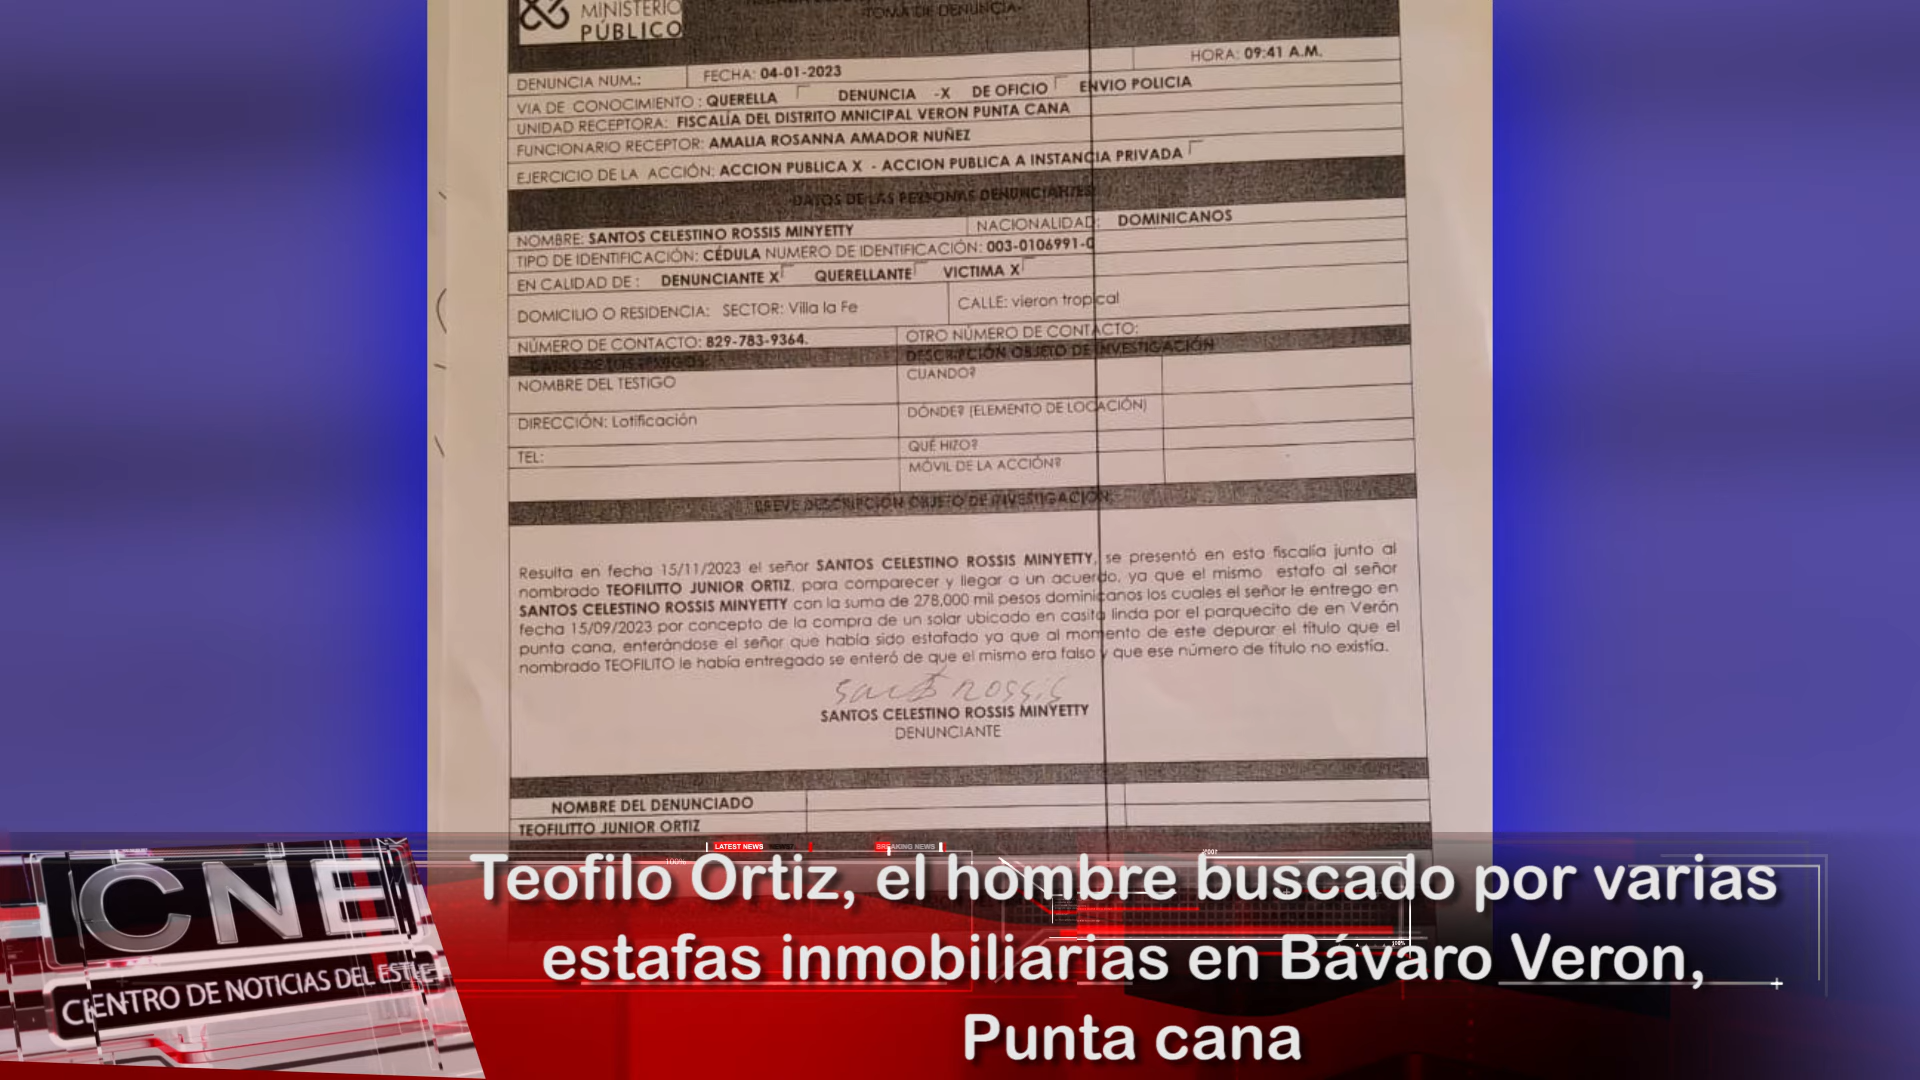 MINISTERIO
PÚBLICO
-TOMA DE DENUNCIA-
DENUNCIA NUM.: FECHA: 04-01-2023 HORA: 09:41 A.M.
VIA DE CONOCIMIENTO : QUERELLA DENUNCIA -X DE OFICIO ENVIO POLICIA
UNIDAD RECEPTORA: FISCALÍA DEL DISTRITO MNICIPAL VERON PUNTA CANA
FUNCIONARIO RECEPTOR: AMALIA ROSANNA AMADOR NUÑEZ
EJERCICIO DE LA ACCIÓN: ACCION PUBLICA X - ACCION PUBLICA A INSTANCIA PRIVADA
DATOS DE LAS PERSONAS DENUNCIANTES
NOMBRE: SANTOS CELESTINO ROSSIS MINYETTY NACIONALIDAD: DOMINICANOS
TIPO DE IDENTIFICACIÓN: CÉDULA NUMERO DE IDENTIFICACIÓN: 003-0106991-0
EN CALIDAD DE : DENUNCIANTE X QUERELLANTE VICTIMA X
DOMICILIO O RESIDENCIA: SECTOR: Villa la Fe CALLE: vieron tropical
NÚMERO DE CONTACTO: 829-783-9364. OTRO NÚMERO DE CONTACTO:
DATOS DE LOS TESTIGOS: DESCRIPCIÓN OBJETO DE INVESTIGACIÓN
NOMBRE DEL TESTIGO CUANDO?
DIRECCIÓN: Lotificación DÓNDE? (ELEMENTO DE LOCACIÓN)
TEL: QUÉ HIZO?
MÓVIL DE LA ACCIÓN?
BREVE DESCRIPCIÓN OBJETO DE INVESTIGACIÓN:
Resulta en fecha 15/11/2023 el señor SANTOS CELESTINO ROSSIS MINYETTY, se presentó en esta fiscalía junto al
nombrado TEOFILITTO JUNIOR ORTIZ, para comparecer y llegar a un acuerdo, ya que el mismo estafo al señor
SANTOS CELESTINO ROSSIS MINYETTY con la suma de 278,000 mil pesos dominicanos los cuales el señor le entrego en
fecha 15/09/2023 por concepto de la compra de un solar ubicado en casita linda por el parquecito de en Verón
punta cana, enterándose el señor que había sido estafado ya que al momento de este depurar el título que el
nombrado TEOFILITO le había entregado se enteró de que el mismo era falso y que ese número de título no existía.
Santos Rossis
SANTOS CELESTINO ROSSIS MINYETTY
DENUNCIANTE
NOMBRE DEL DENUNCIADO
TEOFILITTO JUNIOR ORTIZ
LATEST NEWS NEWS BREAKING NEWS
100%
Teofilo Ortiz, el hombre buscado por varias
estafas inmobiliarias en Bávaro Veron,
Punta cana
100%
CNE
CENTRO DE NOTICIAS DEL ESTE